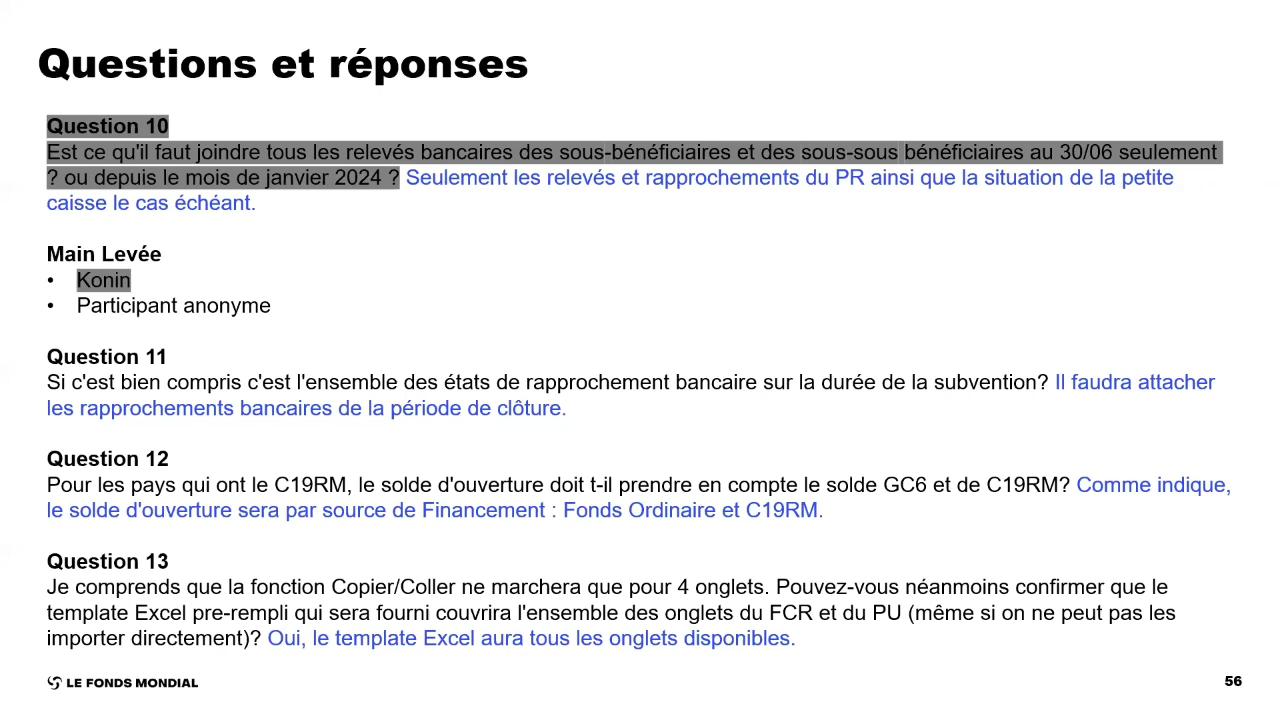 Questions et réponses
Question 10
Est ce qu'il faut joindre tous les relevés bancaires des sous-bénéficiaires et des sous-sous bénéficiaires au 30/06 seulement
? ou depuis le mois de janvier 2024 ? Seulement les relevés et rapprochements du PR ainsi que la situation de la petite
caisse le cas échéant.
Main Levée
• Konin
• Participant anonyme
Question 11
Si c'est bien compris c'est l'ensemble des états de rapprochement bancaire sur la durée de la subvention? Il faudra attacher
les rapprochements bancaires de la période de clôture.
Question 12
Pour les pays qui ont le C19RM, le solde d'ouverture doit t-il prendre en compte le solde GC6 et de C19RM? Comme indique,
le solde d'ouverture sera par source de Financement : Fonds Ordinaire et C19RM.
Question 13
Je comprends que la fonction Copier/Coller ne marchera que pour 4 onglets. Pouvez-vous néanmoins confirmer que le
template Excel pre-rempli qui sera fourni couvrira l'ensemble des onglets du FCR et du PU (même si on ne peut pas les
importer directement)? Oui, le template Excel aura tous les onglets disponibles.
LE FONDS MONDIAL
56